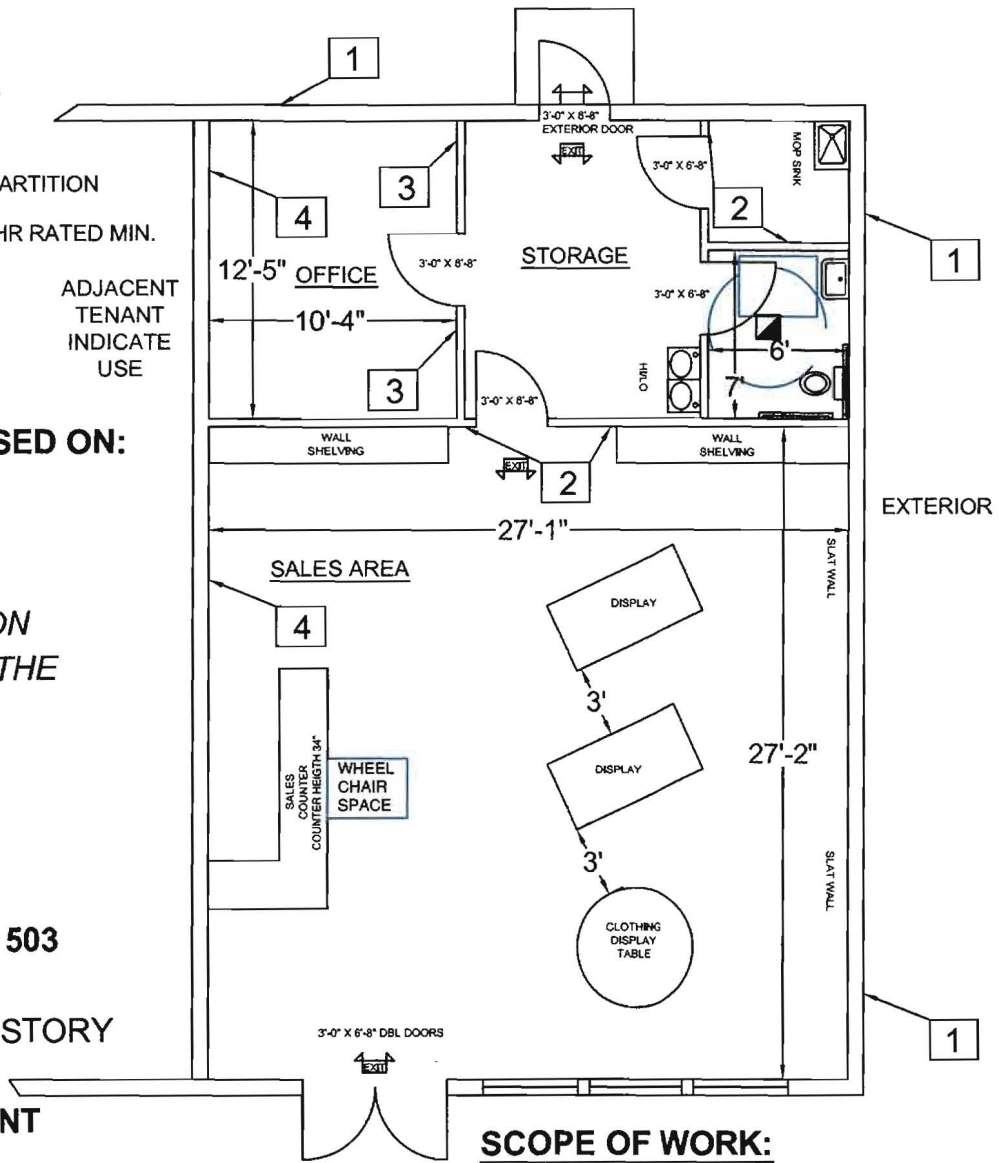 1
3'-0" X 8'-8"
EXTERIOR DOOR
EXIT
3'-0" X 6'-8"
MOP SINK
ARTITION
HR RATED MIN.
3
4
2
1
12'-5"
OFFICE
3'-0" X 8'-8"
STORAGE
3'-0" X 6'-8"
ADJACENT
TENANT
INDICATE
USE
10'-4"
6'
7'
3
3'-0" X 8'-8"
HI/LO
SED ON:
WALL
SHELVING
EXIT
2
WALL
SHELVING
27'-1"
EXTERIOR
SALES AREA
SLAT WALL
DISPLAY
4
ON
THE
3'
27'-2"
SALES
COUNTER
COUNTER HEIGTH 34"
WHEEL
CHAIR
SPACE
DISPLAY
3'
SLAT WALL
CLOTHING
DISPLAY
TABLE
503
STORY
3'-0" X 6'-8" DBL DOORS
EXIT
1
NT
SCOPE OF WORK: